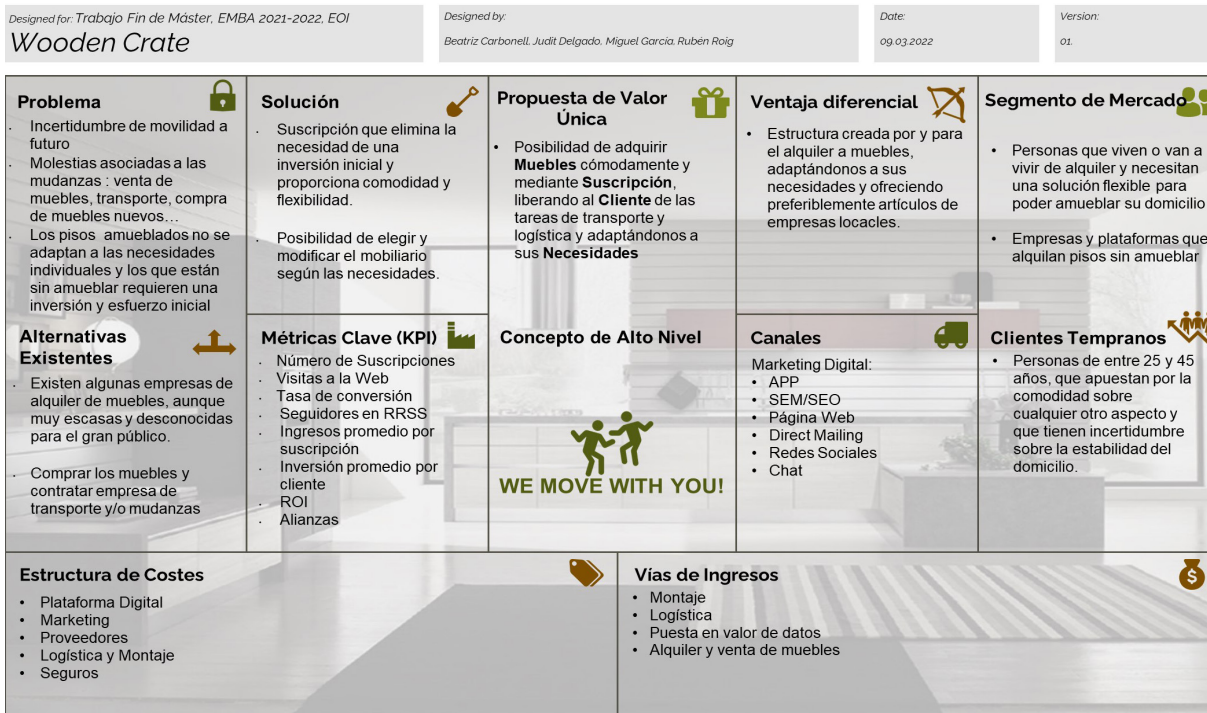 Designed for: Trabajo Fin de Máster, EMBA 2021-2022, EOI
Wooden Crate
Designed by:
Beatriz Carbonell, Judit Delgado, Miguel García, Rubén Roig
Date:
09.03.2022
Version:
01.
Problema
Incertidumbre de movilidad a
futuro
Molestias asociadas a las
mudanzas : venta de
muebles, transporte, compra
de muebles nuevos…
Los pisos amueblados no se
adaptan a las necesidades
individuales y los que están
sin amueblar requieren una
inversión y esfuerzo inicial
Solución
Suscripción que elimina la
necesidad de una
inversión inicial y
proporciona comodidad y
flexibilidad.
Posibilidad de elegir y
modificar el mobiliario
según las necesidades.
Propuesta de Valor
Única
• Posibilidad de adquirir
Muebles cómodamente y
mediante Suscripción,
liberando al Cliente de las
tareas de transporte y
logística y adaptándonos a
sus Necesidades
Ventaja diferencial
• Estructura creada por y para
el alquiler a muebles,
adaptándonos a sus
necesidades y ofreciendo
preferiblemente artículos de
empresas locacles.
Segmento de Mercado
• Personas que viven o van a
vivir de alquiler y necesitan
una solución flexible para
poder amueblar su domicilio
• Empresas y plataformas que
alquilan pisos sin amueblar
Alternativas
Existentes
Existen algunas empresas de
alquiler de muebles, aunque
muy escasas y desconocidas
para el gran público.
Comprar los muebles y
contratar empresa de
transporte y/o mudanzas
Métricas Clave (KPI)
Número de Suscripciones
Visitas a la Web
Tasa de conversión
Seguidores en RRSS
Ingresos promedio por
suscripción
Inversión promedio por
cliente
ROI
Alianzas
Concepto de Alto Nivel
WE MOVE WITH YOU!
Canales
Marketing Digital:
• APP
• SEM/SEO
• Página Web
• Direct Mailing
• Redes Sociales
• Chat
Clientes Tempranos
• Personas de entre 25 y 45
años, que apuestan por la
comodidad sobre
cualquier otro aspecto y
que tienen incertidumbre
sobre la estabilidad del
domicilio.
Estructura de Costes
• Plataforma Digital
• Marketing
• Proveedores
• Logística y Montaje
• Seguros
Vías de Ingresos
• Montaje
• Logística
• Puesta en valor de datos
• Alquiler y venta de muebles
$